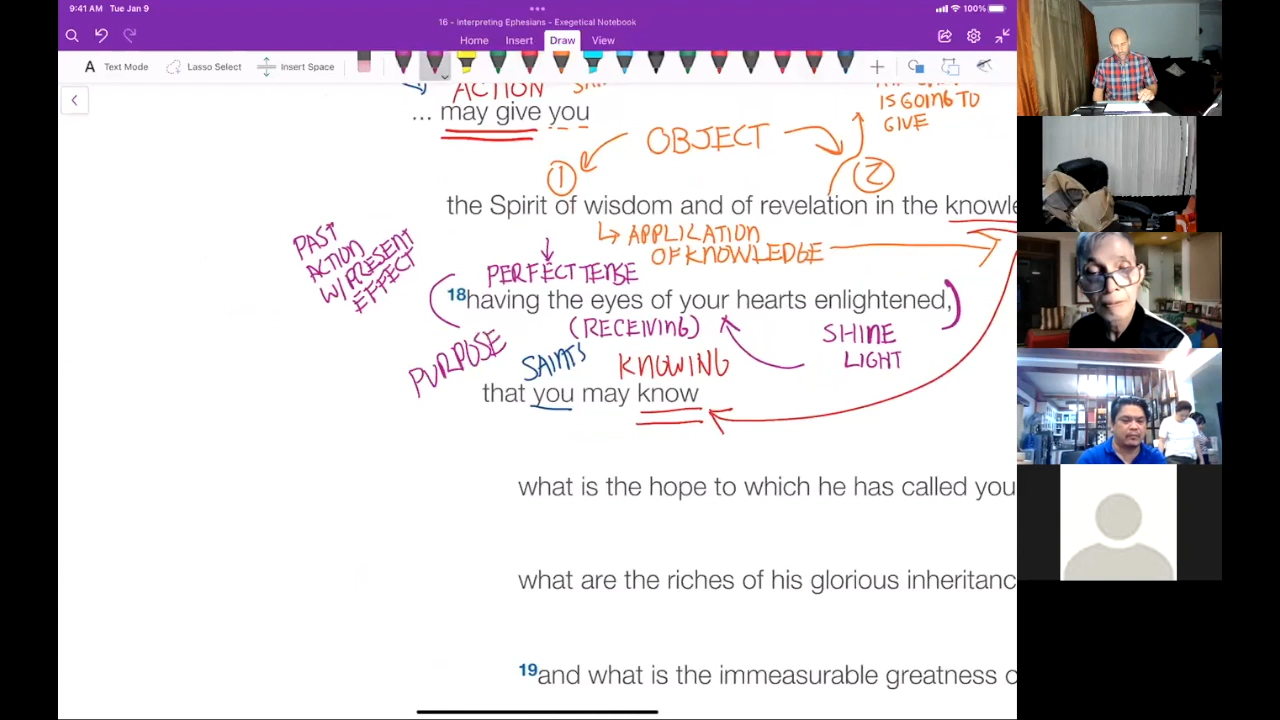 9:41 AM Tue Jan 9
100%
16 - Interpreting Ephesians - Exegetical Notebook
Home Insert Draw View
A Text Mode Lasso Select Insert Space
ACTION
... may give you
IS GOING TO
GIVE
OBJECT
1 2
the Spirit of wisdom and of revelation in the knowle
↳ APPLICATION
OF KNOWLEDGE
PAST
ACTION
W/ PRESENT
EFFECT
PERFECT TENSE
18having the eyes of your hearts enlightened,)
(RECEIVING)
SHINE
LIGHT
PURPOSE
SAINTS
KNOWING
that you may know
what is the hope to which he has called you
what are the riches of his glorious inheritanc
19and what is the immeasurable greatness o